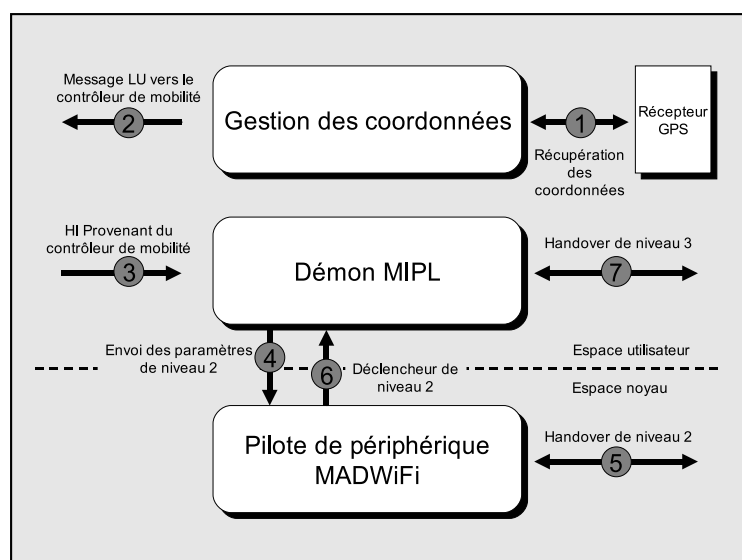 Message LU vers le
contrôleur de mobilité
2
Gestion des coordonnées
1
Récupération
des
coordonnées
Récepteur
GPS
HI Provenant du
contrôleur de mobilité
3
Démon MIPL
Handover de niveau 3
7
Envoi des paramètres
de niveau 2
4
6
Déclencheur de
niveau 2
Espace utilisateur
Espace noyau
Pilote de périphérique
MADWiFi
Handover de niveau 2
5